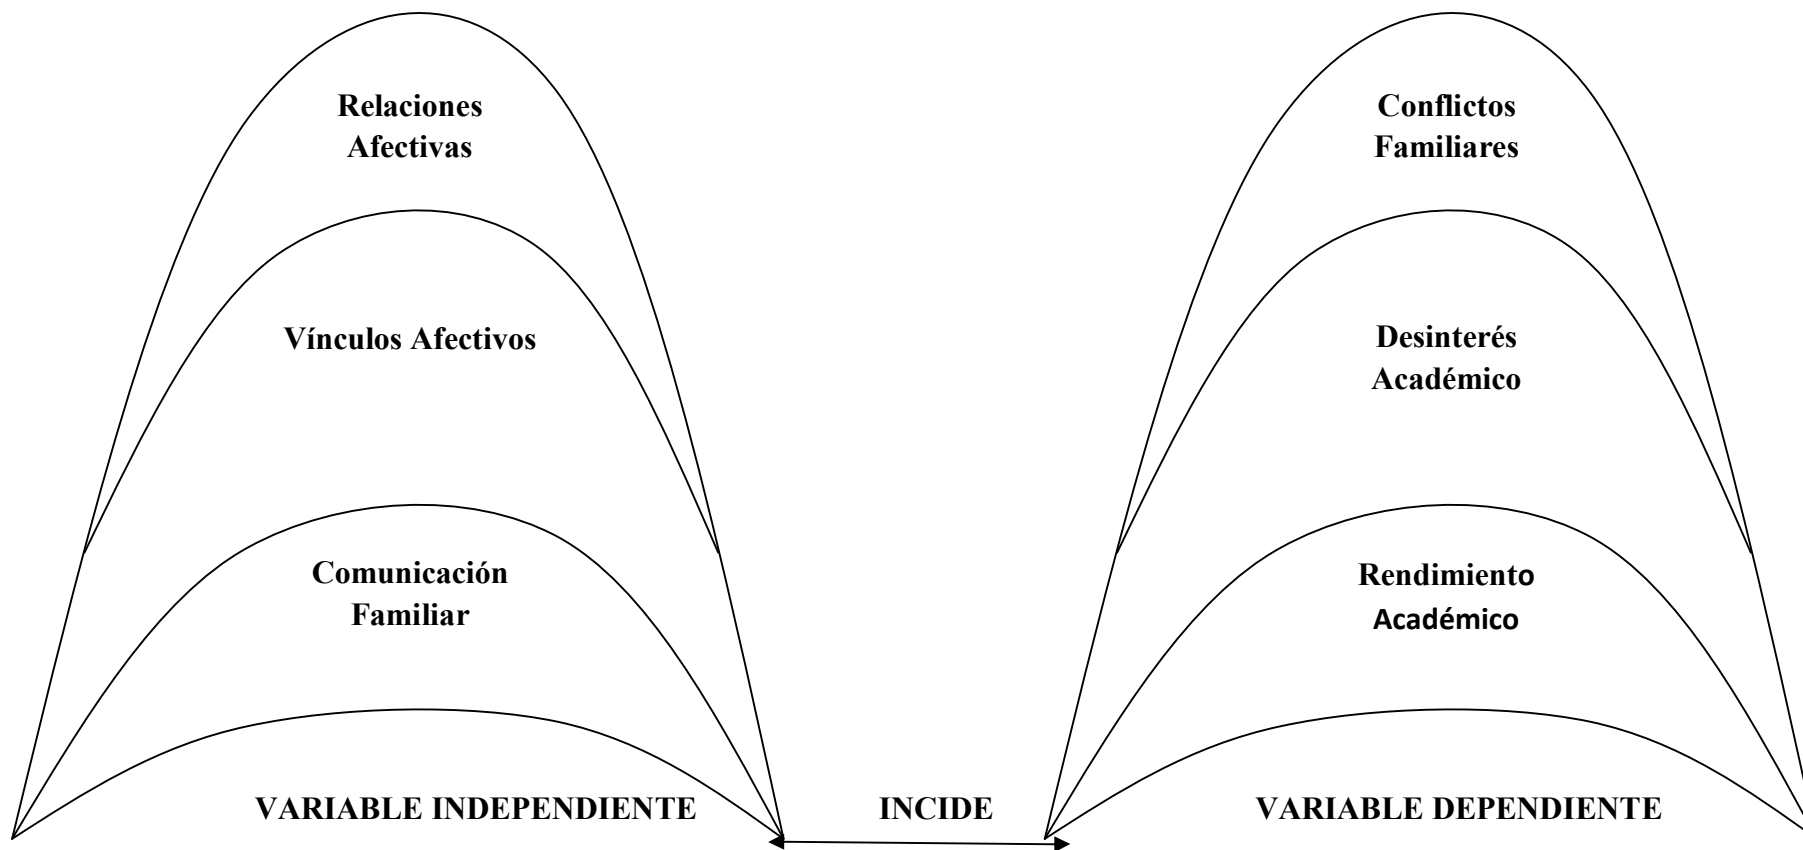 Relaciones
Afectivas
Vínculos Afectivos
Comunicación
Familiar
VARIABLE INDEPENDIENTE
INCIDE
Conflictos
Familiares
Desinterés
Académico
Rendimiento
Académico
VARIABLE DEPENDIENTE